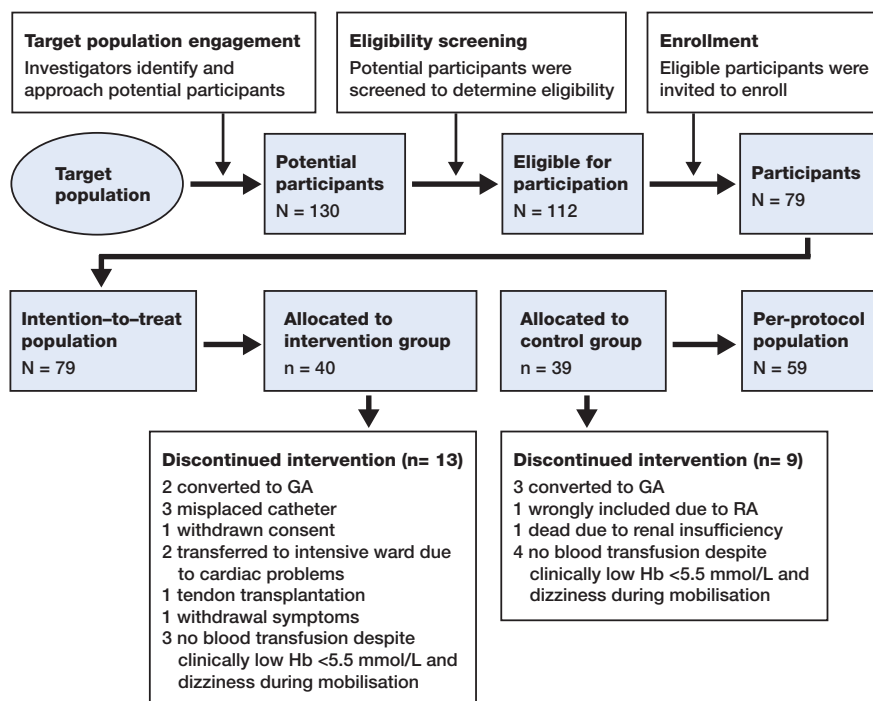 Target population engagement
Investigators identify and
approach potential participants
Eligibility screening
Potential participants were
screened to determine eligibility
Enrollment
Eligible participants were
invited to enroll
Target
population
Potential
participants
N = 130
Eligible for
participation
N = 112
Participants
N = 79
Intention–to–treat
population
N = 79
Allocated to
intervention group
n = 40
Allocated to
control group
n = 39
Per-protocol
population
N = 59
Discontinued intervention (n= 13)
2 converted to GA
3 misplaced catheter
1 withdrawn consent
2 transferred to intensive ward due
to cardiac problems
1 tendon transplantation
1 withdrawal symptoms
3 no blood transfusion despite
clinically low Hb <5.5 mmol/L and
dizziness during mobilisation
Discontinued intervention (n= 9)
3 converted to GA
1 wrongly included due to RA
1 dead due to renal insufficiency
4 no blood transfusion despite
clinically low Hb <5.5 mmol/L and
dizziness during mobilisation